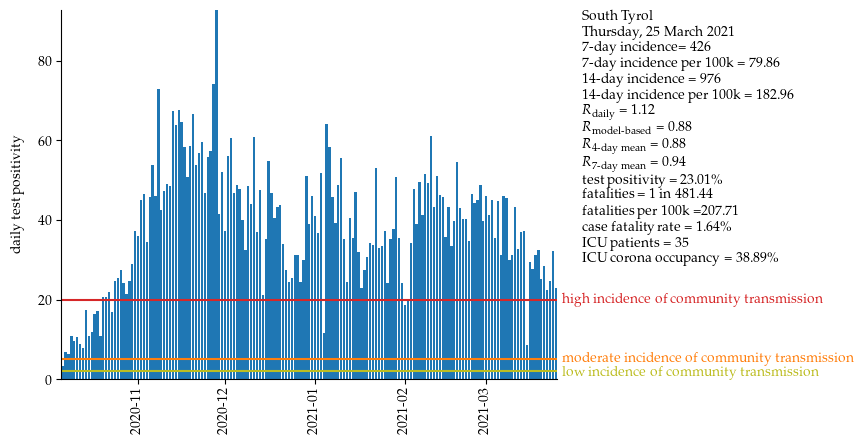 South Tyrol
Thursday, 25 March 2021
7-day incidence= 426
7-day incidence per 100k = 79.86
14-day incidence = 976
14-day incidence per 100k = 182.96
R daily = 1.12
R model-based = 0.88
R 4-day mean = 0.88
R 7-day mean = 0.94
test positivity = 23.01%
fatalities = 1 in 481.44
fatalities per 100k =207.71
case fatality rate = 1.64%
ICU patients = 35
ICU corona occupancy = 38.89%
daily test positivity
80
60
40
20
0
high incidence of community transmission
moderate incidence of community transmission
low incidence of community transmission
2020-11
2020-12
2021-01
2021-02
2021-03